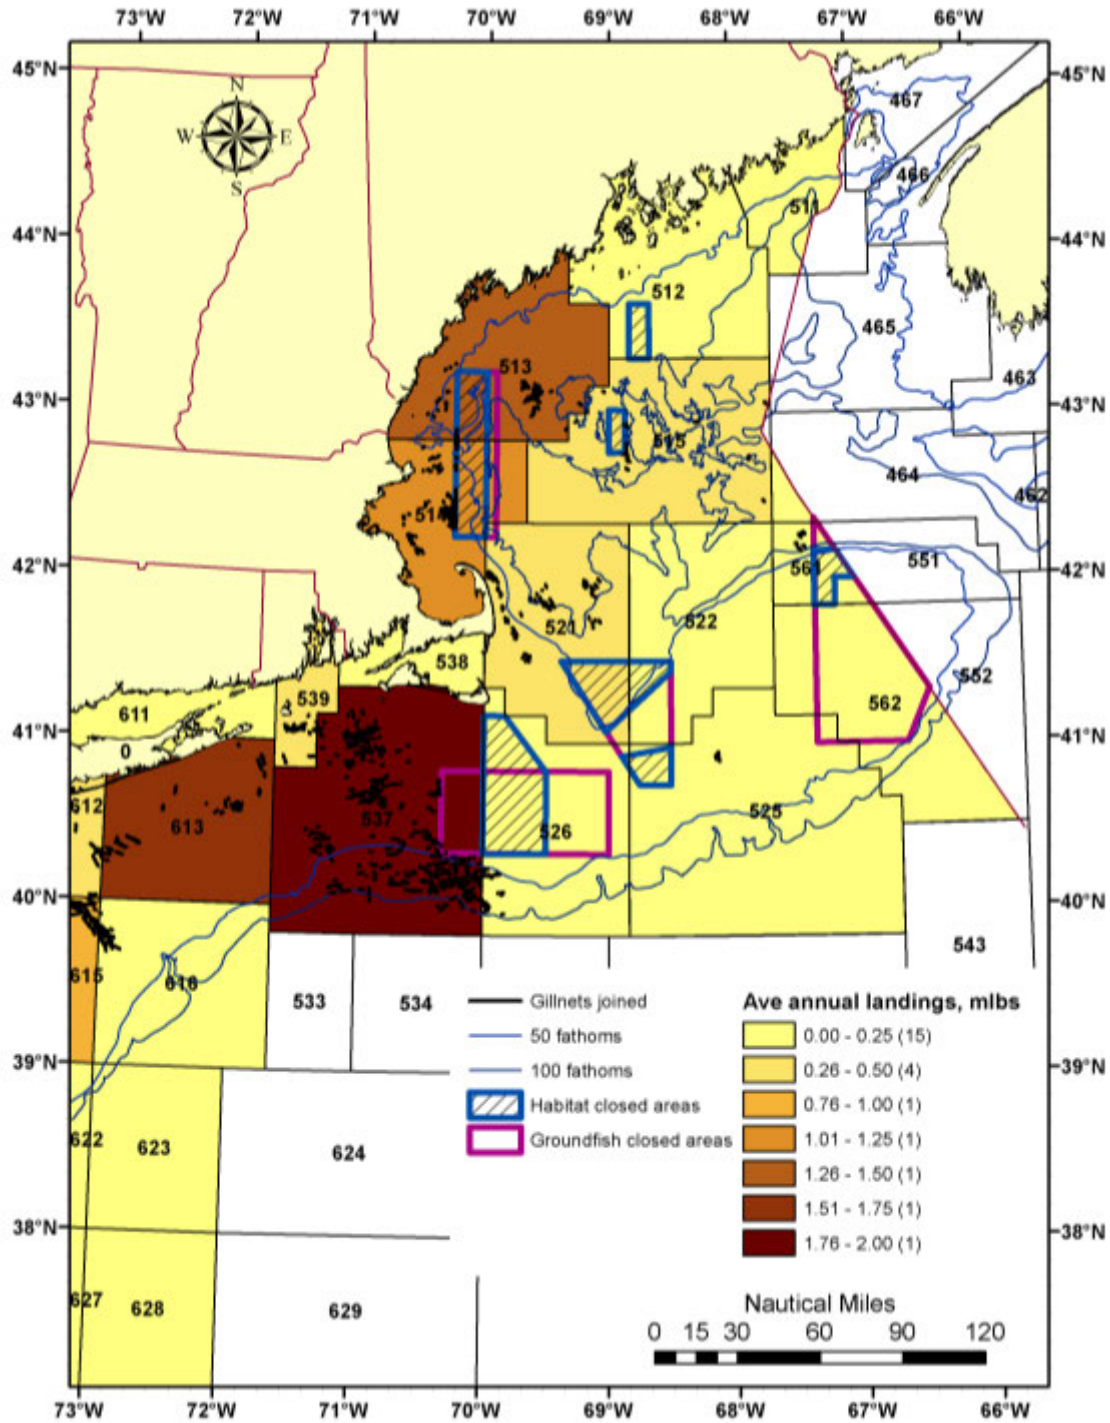 73°W 72°W 71°W 70°W 69°W 68°W 67°W 66°W
45°N 45°N
N
W E
S
467
466
511
44°N 44°N
512
465
513
463
43°N 43°N
515
464
462
514
42°N 561 551 42°N
521 522
538
552
539
562
611
41°N 41°N
0
612
613 537 526 525
40°N 40°N
543
615
616 533 534
Gillnets joined
50 fathoms
100 fathoms
Habitat closed areas
Groundfish closed areas
Ave annual landings, mlbs
0.00 - 0.25 (15)
0.26 - 0.50 (4)
0.76 - 1.00 (1)
1.01 - 1.25 (1)
1.26 - 1.50 (1)
1.51 - 1.75 (1)
1.76 - 2.00 (1)
39°N 39°N
622 623 624
38°N 38°N
627 628 629
Nautical Miles
0 15 30 60 90 120
73°W 72°W 71°W 70°W 69°W 68°W 67°W 66°W